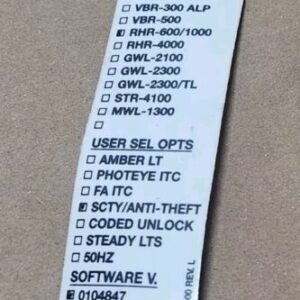 VBR-300 ALP
VBR-500
RHR-600/1000
RHR-4000
GWL-2100
GWL-2300
GWL-2300/TL
STR-4100
MWL-1300
USER SEL OPTS
AMBER LT
PHOTEYE ITC
FA ITC
SCTY/ANTI-THEFT
CODED UNLOCK
STEADY LTS
50HZ
SOFTWARE V.
0104847
00 REV. L